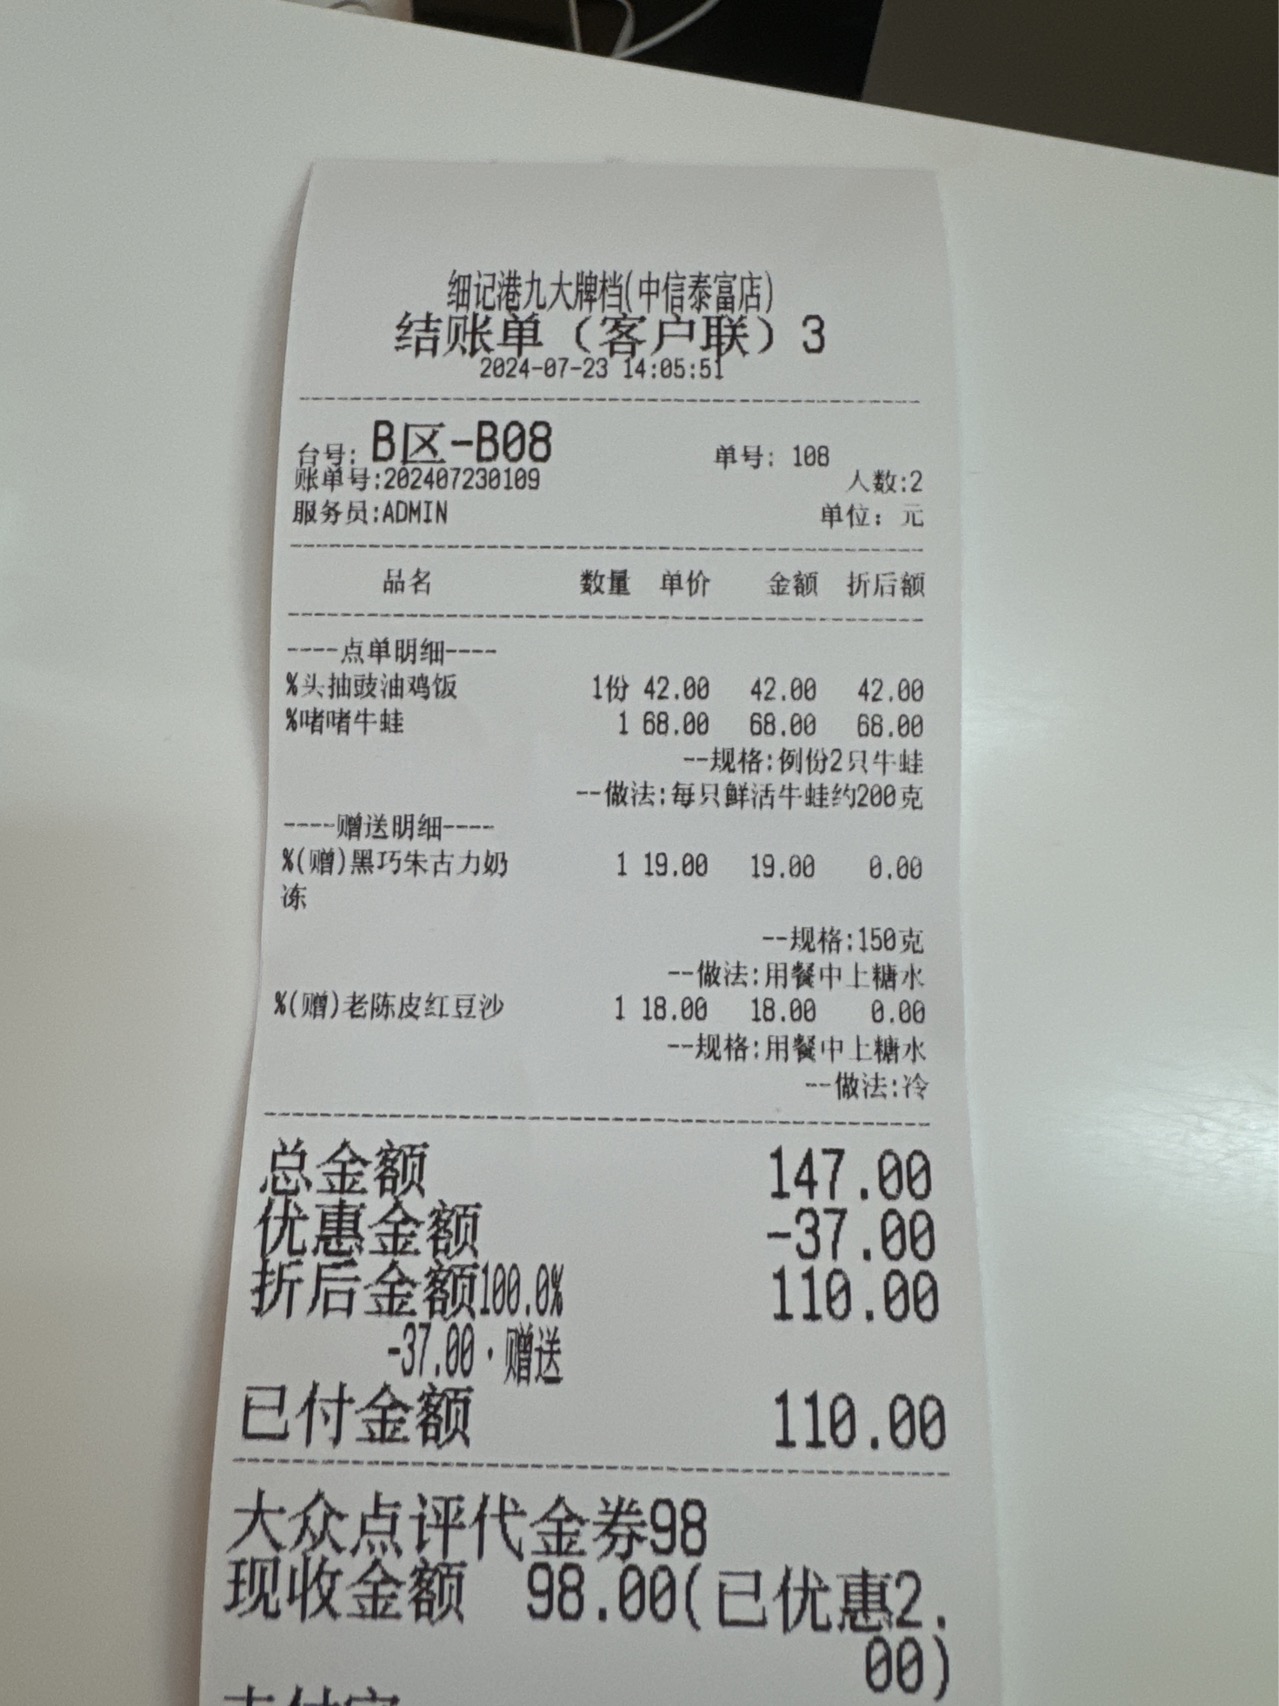 细记港九大牌档(中信泰富店)
结账单（客户联）3
2024-07-23 14:05:51
台号: B区-B08 单号: 108
账单号:202407230109 人数:2
服务员:ADMIN 单位: 元
品名 数量 单价 金额 折后额
----点单明细----
%头抽豉油鸡饭 1份 42.00 42.00 42.00
%啫啫牛蛙 1 68.00 68.00 68.00
--规格:例份2只牛蛙
--做法:每只鲜活牛蛙约200克
----赠送明细----
%(赠)黑巧朱古力奶 1 19.00 19.00 0.00
冻
--规格:150克
--做法:用餐中上糖水
%(赠)老陈皮红豆沙 1 18.00 18.00 0.00
--规格:用餐中上糖水
--做法:冷
总金额 147.00
优惠金额 -37.00
折后金额100.0% 110.00
-37.00·赠送
已付金额 110.00
大众点评代金券98
现收金额 98.00(已优惠2.
00)